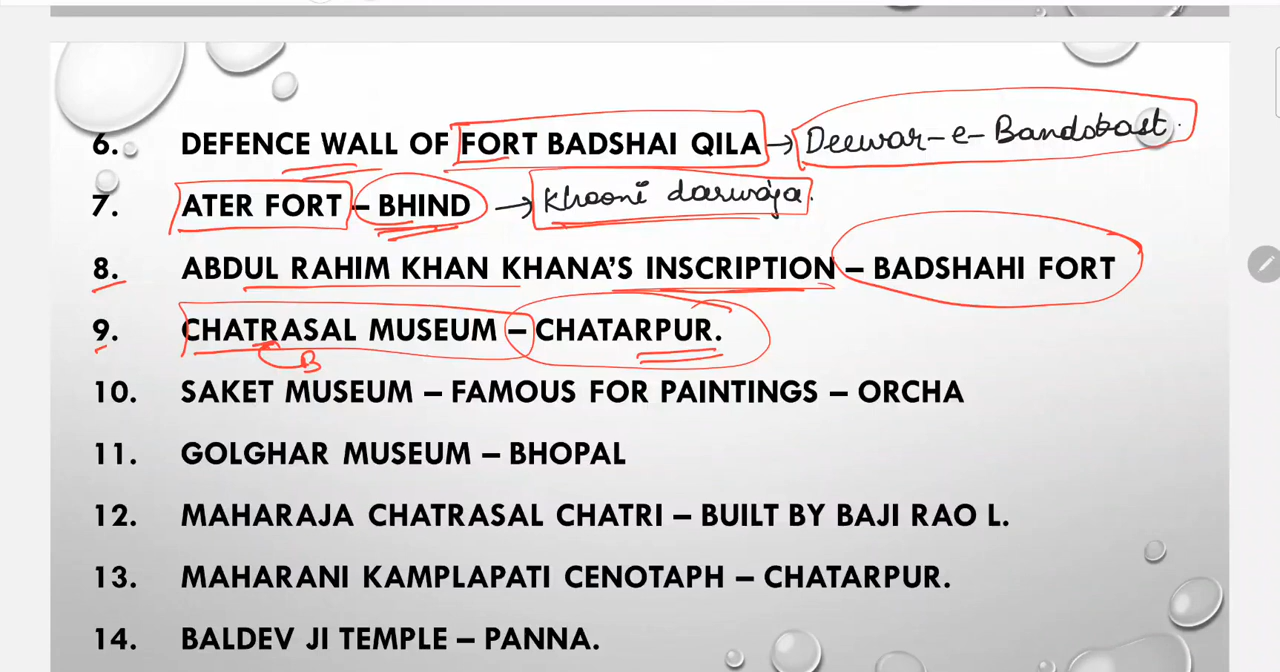 6. DEFENCE WALL OF FORT BADSHAI QILA → Deewar-e-Bandobast.
7. ATER FORT – BHIND → Khooni darwaja.
8. ABDUL RAHIM KHAN KHANA'S INSCRIPTION – BADSHAHI FORT
9. CHATRASAL MUSEUM – CHATARPUR.
B
10. SAKET MUSEUM – FAMOUS FOR PAINTINGS – ORCHA
11. GOLGHAR MUSEUM – BHOPAL
12. MAHARAJA CHATRASAL CHATRI – BUILT BY BAJI RAO I.
13. MAHARANI KAMPLAPATI CENOTAPH – CHATARPUR.
14. BALDEV JI TEMPLE – PANNA.